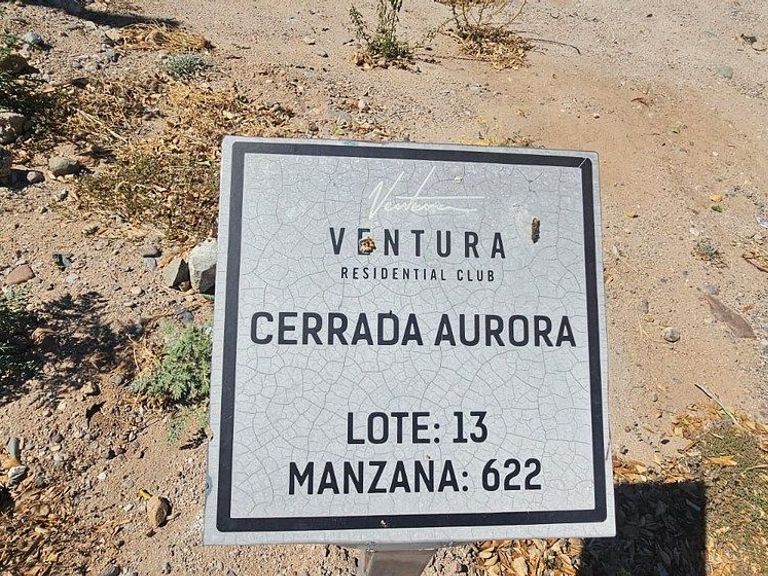 Ventura
VENTURA
RESIDENTIAL CLUB
CERRADA AURORA
LOTE: 13
MANZANA: 622